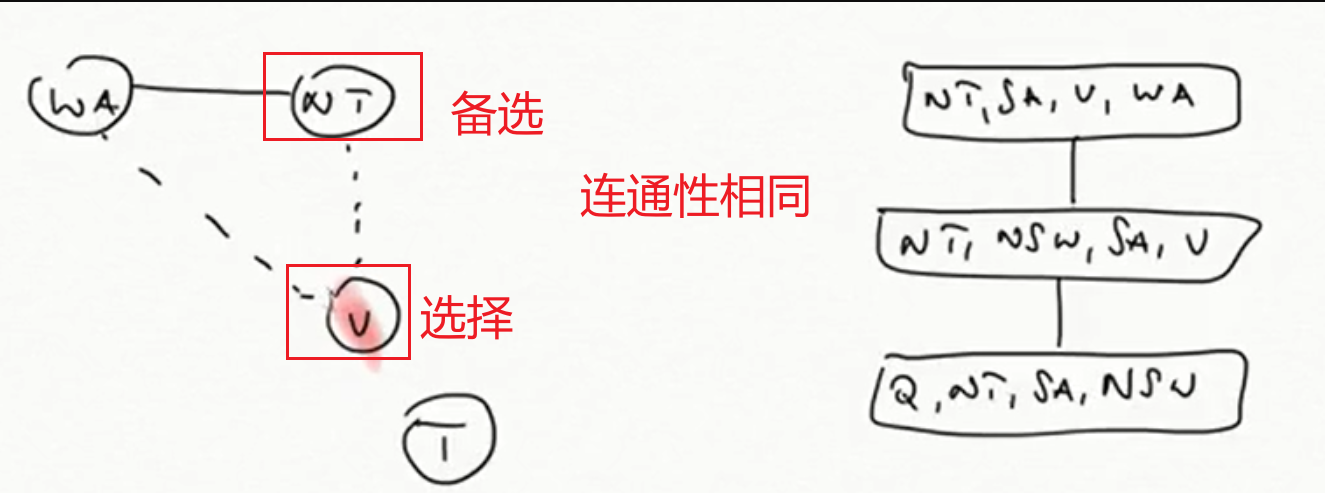 WA
NT
备选
连通性相同
V
选择
T
NT, SA, V, WA
NT, NSW, SA, V
Q, NT, SA, NSW